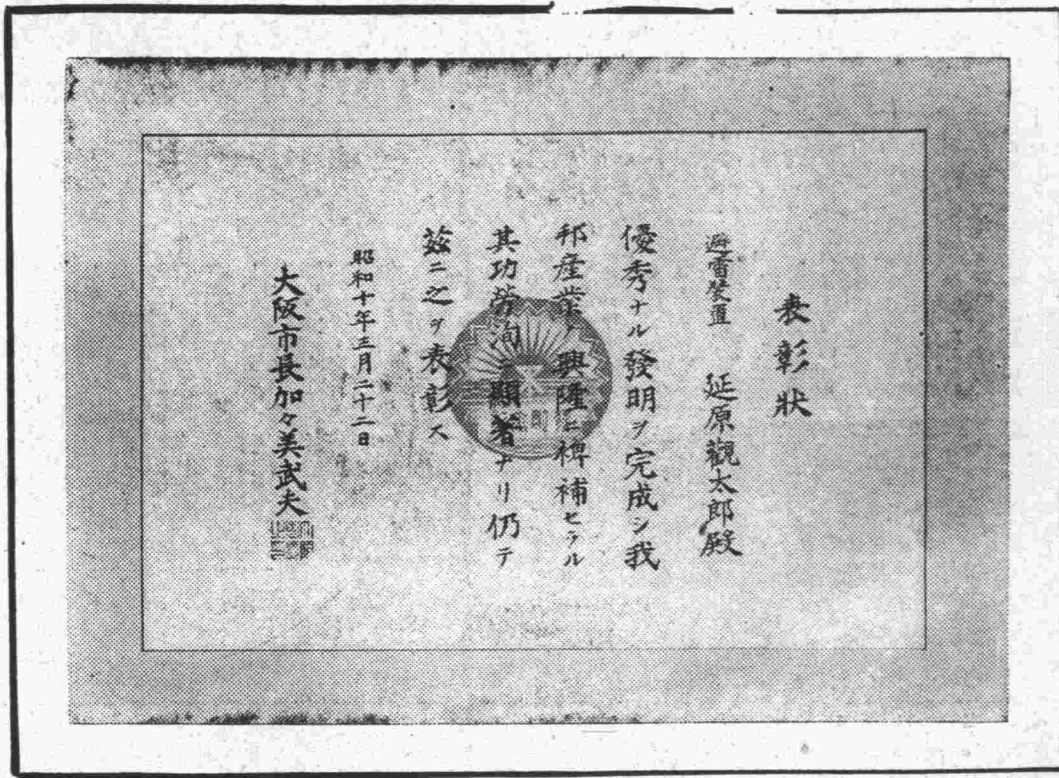 表彰狀
避雷裝置 延原觀太郎殿
優秀ナル發明ヲ完成シ我
邦産業ノ興隆ニ裨補セラル
其功勞洵ニ顯著ナリ仍テ
玆ニ之ヲ表彰ス
昭和十年三月二十二日
大阪市長加々美武夫